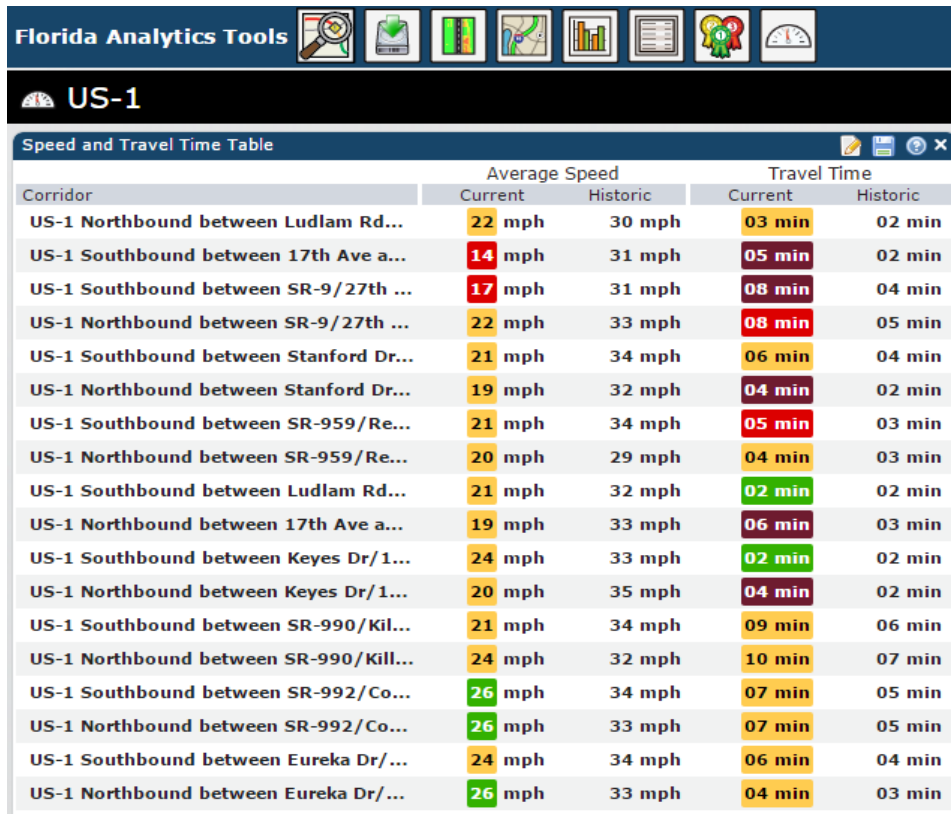 Florida Analytics Tools
US-1
Speed and Travel Time Table
Average Speed Travel Time
Corridor Current Historic Current Historic
US-1 Northbound between Ludlam Rd... 22 mph 30 mph 03 min 02 min
US-1 Southbound between 17th Ave a... 14 mph 31 mph 05 min 02 min
US-1 Southbound between SR-9/27th ... 17 mph 31 mph 08 min 04 min
US-1 Northbound between SR-9/27th ... 22 mph 33 mph 08 min 05 min
US-1 Southbound between Stanford Dr... 21 mph 34 mph 06 min 04 min
US-1 Northbound between Stanford Dr... 19 mph 32 mph 04 min 02 min
US-1 Southbound between SR-959/Re... 21 mph 34 mph 05 min 03 min
US-1 Northbound between SR-959/Re... 20 mph 29 mph 04 min 03 min
US-1 Southbound between Ludlam Rd... 21 mph 32 mph 02 min 02 min
US-1 Northbound between 17th Ave a... 19 mph 33 mph 06 min 03 min
US-1 Southbound between Keyes Dr/1... 24 mph 33 mph 02 min 02 min
US-1 Northbound between Keyes Dr/1... 20 mph 35 mph 04 min 02 min
US-1 Southbound between SR-990/Kil... 21 mph 34 mph 09 min 06 min
US-1 Northbound between SR-990/Kill... 24 mph 32 mph 10 min 07 min
US-1 Southbound between SR-992/Co... 26 mph 34 mph 07 min 05 min
US-1 Northbound between SR-992/Co... 26 mph 33 mph 07 min 05 min
US-1 Southbound between Eureka Dr/... 24 mph 34 mph 06 min 04 min
US-1 Northbound between Eureka Dr/... 26 mph 33 mph 04 min 03 min